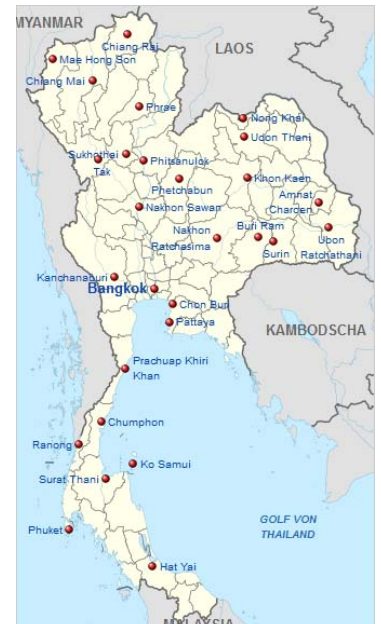 MYANMAR
Chiang Rai
LAOS
Mae Hong Son
Chiang Mai
Phrae
Nong Khai
Udon Thani
Sukhothai
Tak
Phitsanulok
Phetchabun
Khon Kaen
Amnat
Charoen
Nakhon Sawan
Nakhon
Ratchasima
Buri Ram
Surin
Ubon
Ratchathani
Kanchanaburi
Bangkok
Chon Buri
Pattaya
KAMBODSCHA
Prachuap Khiri
Khan
Chumphon
Ranong
Ko Samui
Surat Thani
GOLF VON
THAILAND
Phuket
Hat Yai
MALAYSIA